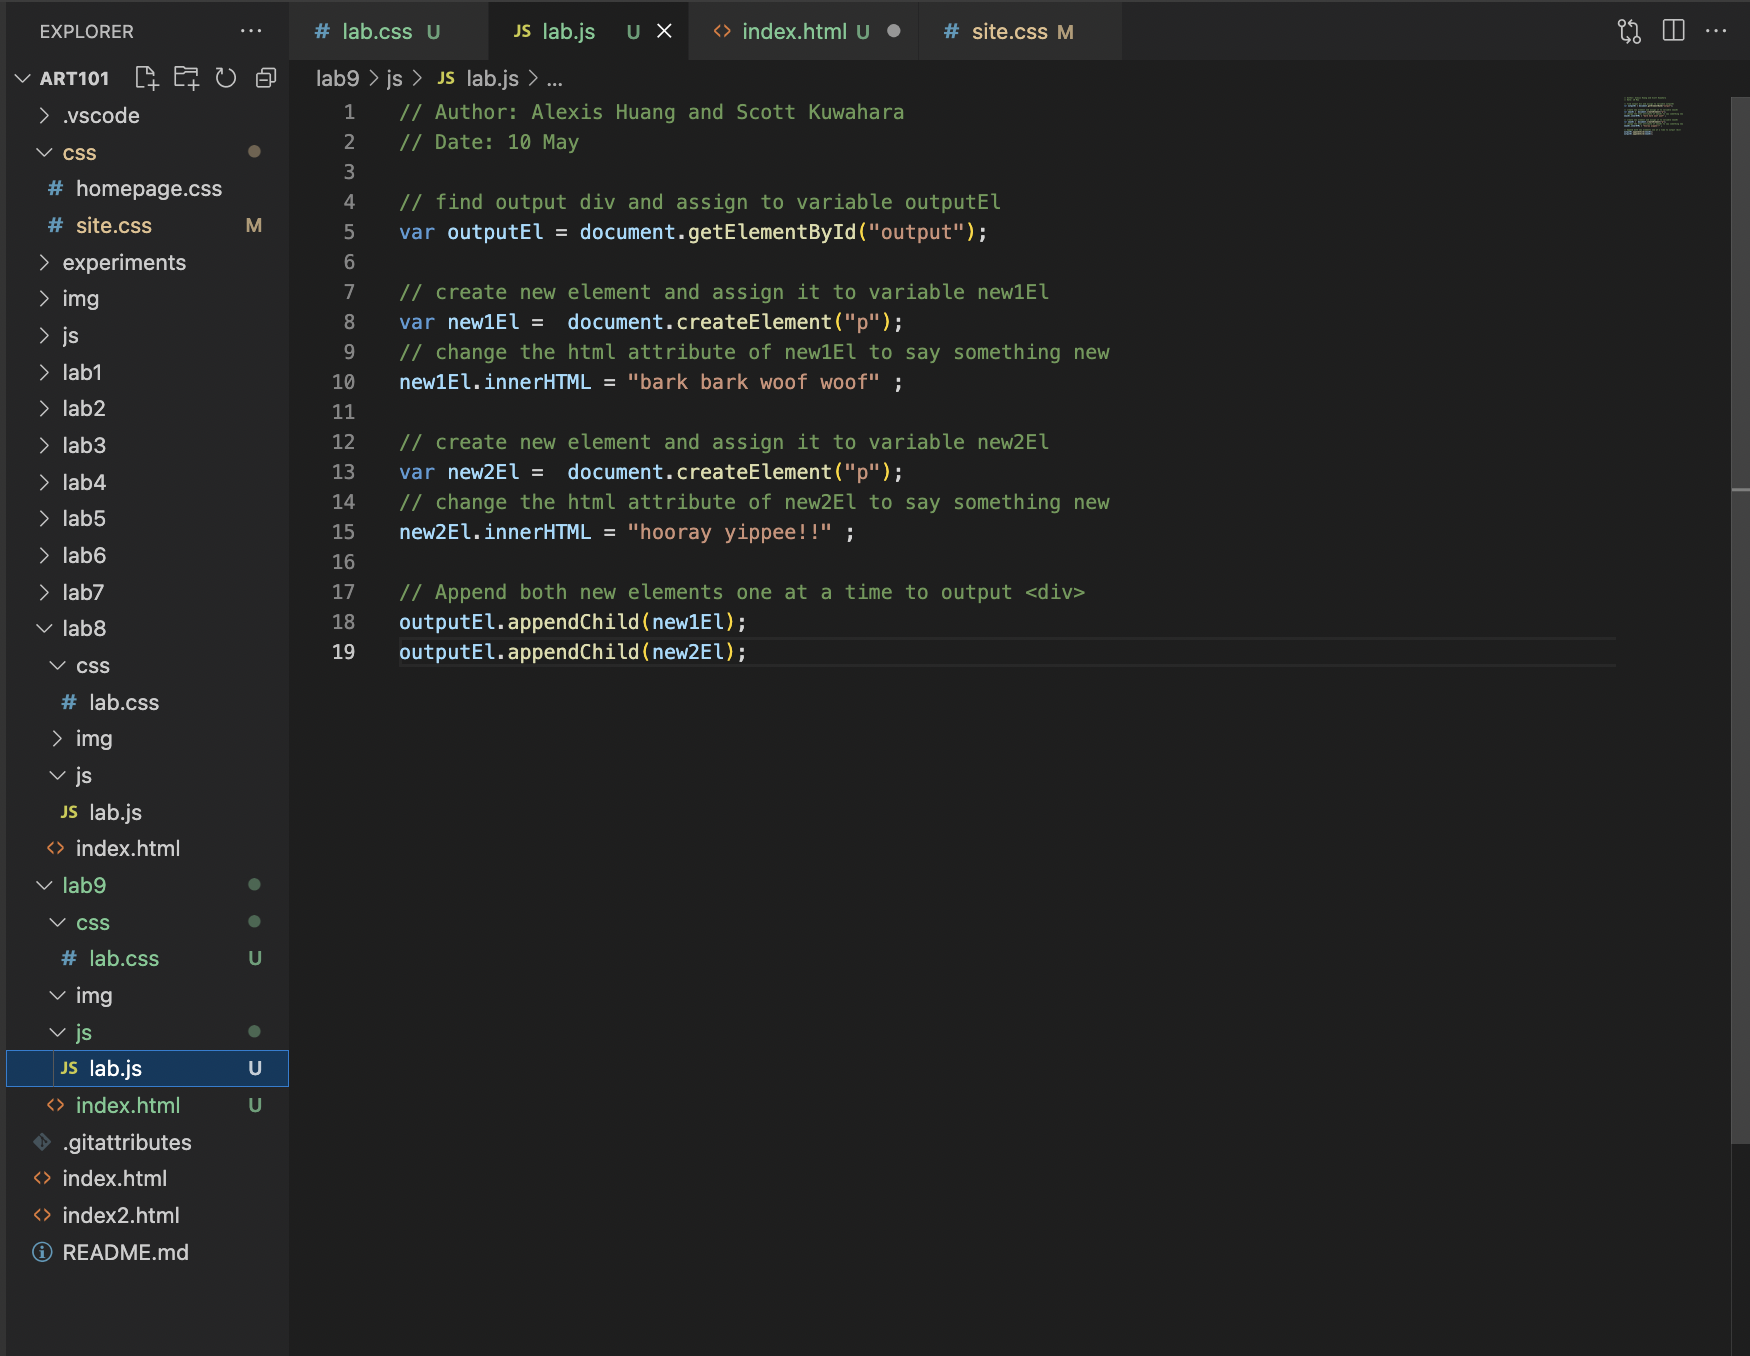 EXPLORER ...
ART101
.vscode
css
# homepage.css
# site.css M
experiments
img
js
lab1
lab2
lab3
lab4
lab5
lab6
lab7
lab8
css
# lab.css
img
js
JS lab.js
<> index.html
lab9
css
# lab.css U
img
js
JS lab.js U
<> index.html U
.gitattributes
<> index.html
<> index2.html
README.md
# lab.css U
JS lab.js U
<> index.html U
# site.css M
lab9 > js > JS lab.js > ...
1 // Author: Alexis Huang and Scott Kuwahara
2 // Date: 10 May
3
4 // find output div and assign to variable outputEl
5 var outputEl = document.getElementById("output");
6
7 // create new element and assign it to variable new1El
8 var new1El =  document.createElement("p");
9 // change the html attribute of new1El to say something new
10 new1El.innerHTML = "bark bark woof woof" ;
11
12 // create new element and assign it to variable new2El
13 var new2El =  document.createElement("p");
14 // change the html attribute of new2El to say something new
15 new2El.innerHTML = "hooray yippee!!" ;
16
17 // Append both new elements one at a time to output <div>
18 outputEl.appendChild(new1El);
19 outputEl.appendChild(new2El);